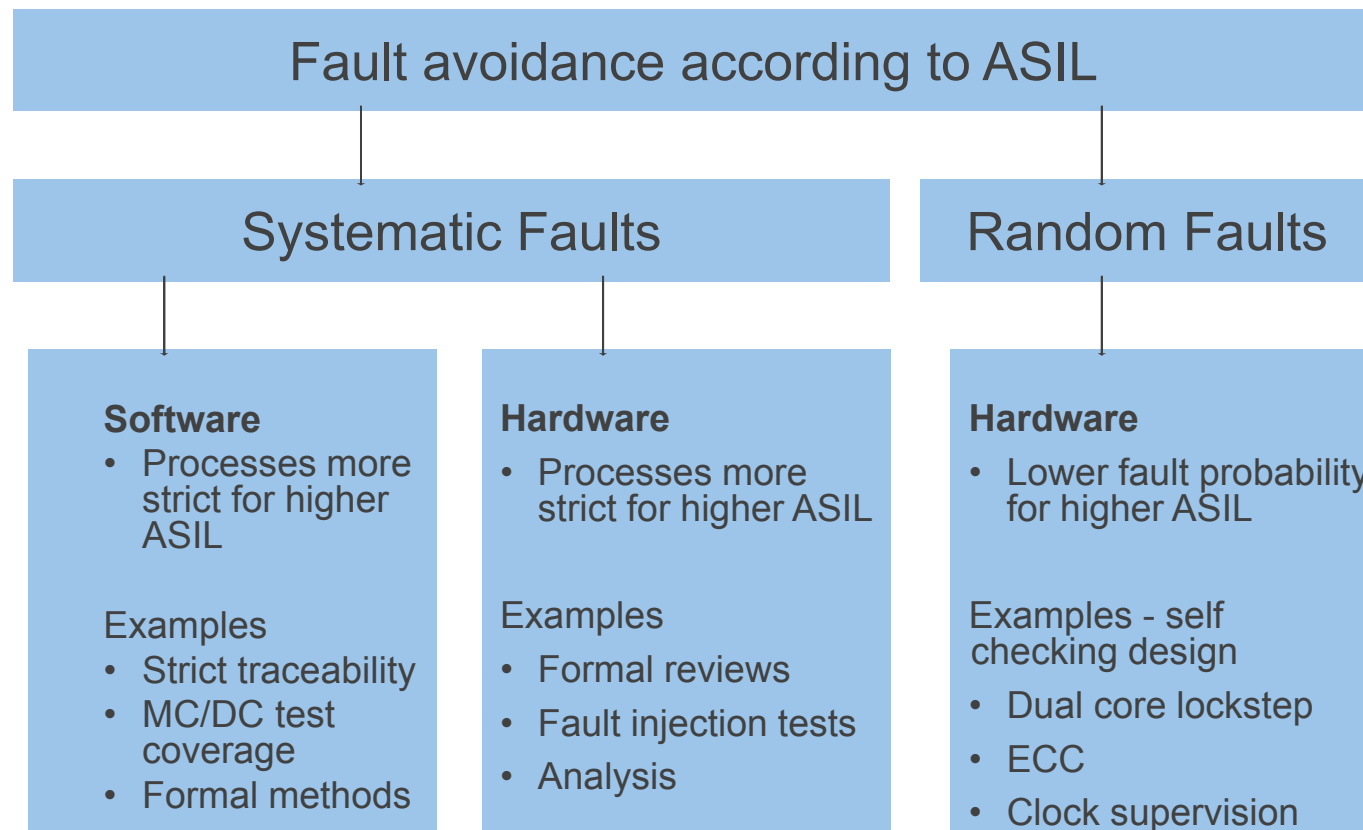 Fault avoidance according to ASIL
Systematic Faults
Random Faults
Software
• Processes more
strict for higher
ASIL
Examples
• Strict traceability
• MC/DC test
coverage
• Formal methods
Hardware
• Processes more
strict for higher ASIL
Examples
• Formal reviews
• Fault injection tests
• Analysis
Hardware
• Lower fault probability
for higher ASIL
Examples - self
checking design
• Dual core lockstep
• ECC
• Clock supervision